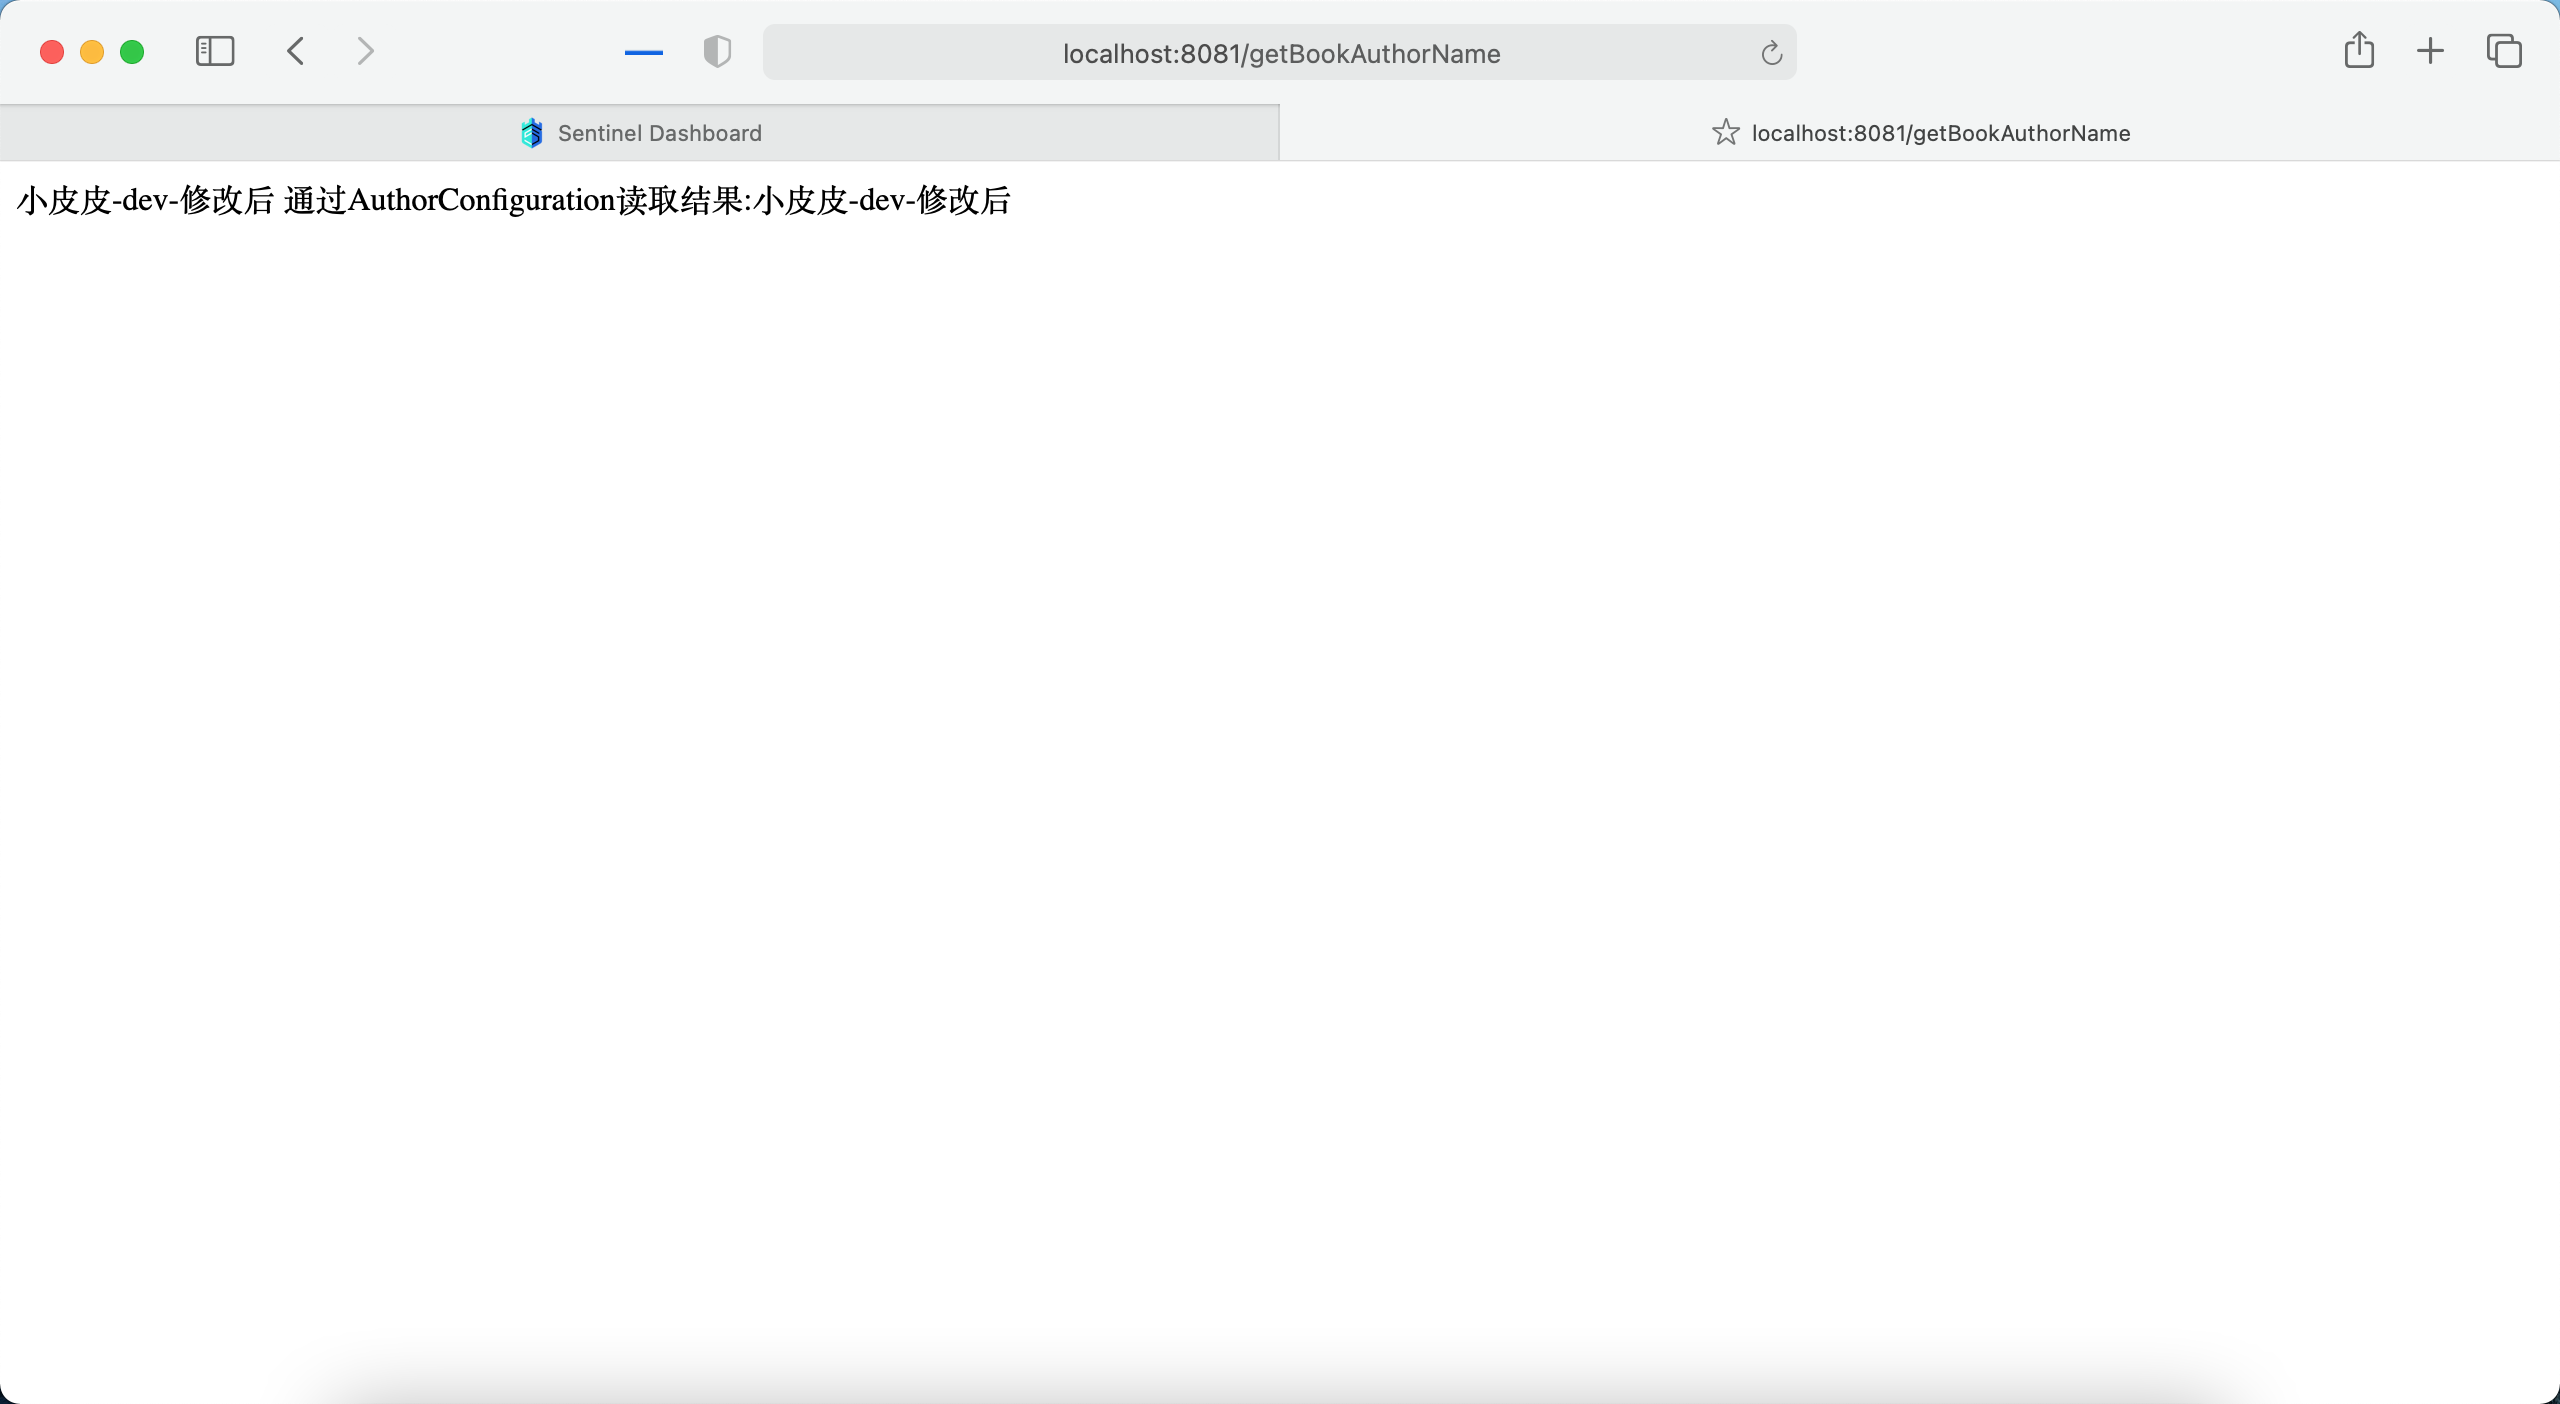 localhost:8081/getBookAuthorName
Sentinel Dashboard
localhost:8081/getBookAuthorName
小皮皮-dev-修改后 通过AuthorConfiguration读取结果:小皮皮-dev-修改后